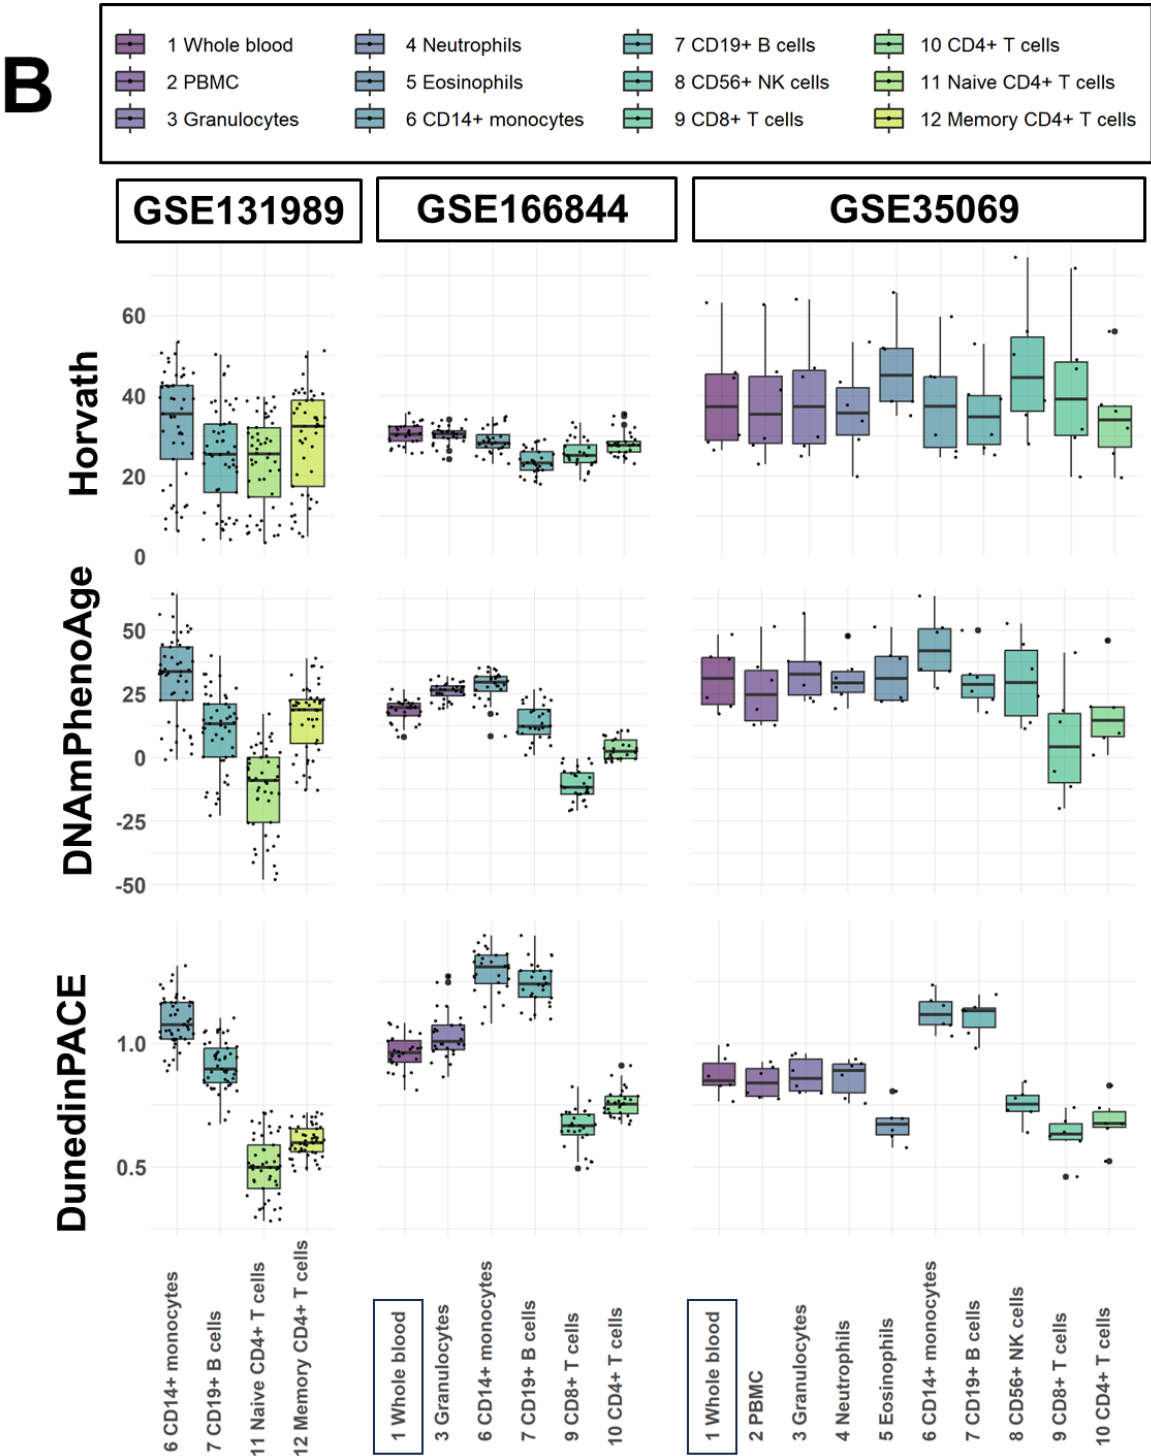 B
1 Whole blood
4 Neutrophils
7 CD19+ B cells
10 CD4+ T cells
2 PBMC
5 Eosinophils
8 CD56+ NK cells
11 Naive CD4+ T cells
3 Granulocytes
6 CD14+ monocytes
9 CD8+ T cells
12 Memory CD4+ T cells
GSE131989
GSE166844
GSE35069
Horvath
60
40
20
0
DNAmPhenoAge
50
25
0
-25
-50
DunedinPACE
1.0
0.5
6 CD14+ monocytes
7 CD19+ B cells
11 Naive CD4+ T cells
12 Memory CD4+ T cells
1 Whole blood
3 Granulocytes
6 CD14+ monocytes
7 CD19+ B cells
9 CD8+ T cells
10 CD4+ T cells
1 Whole blood
2 PBMC
3 Granulocytes
4 Neutrophils
5 Eosinophils
6 CD14+ monocytes
7 CD19+ B cells
8 CD56+ NK cells
9 CD8+ T cells
10 CD4+ T cells